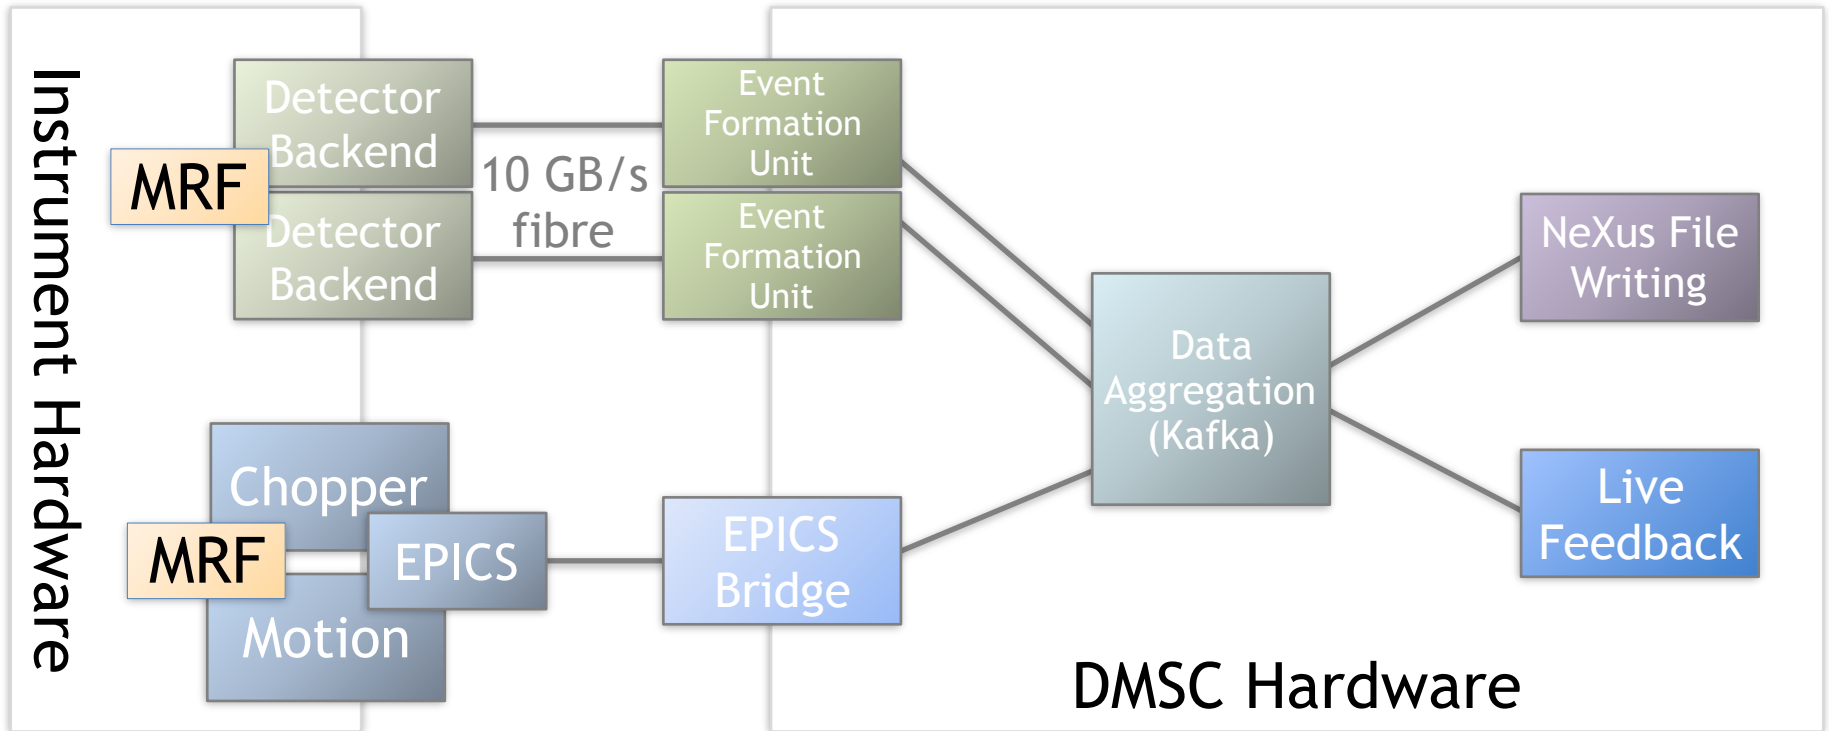 Instrument Hardware
Detector
Backend
MRF
Detector
Backend
10 GB/s
fibre
Event
Formation
Unit
Event
Formation
Unit
Chopper
MRF
EPICS
Motion
EPICS
Bridge
Data
Aggregation
(Kafka)
NeXus File
Writing
Live
Feedback
DMSC Hardware